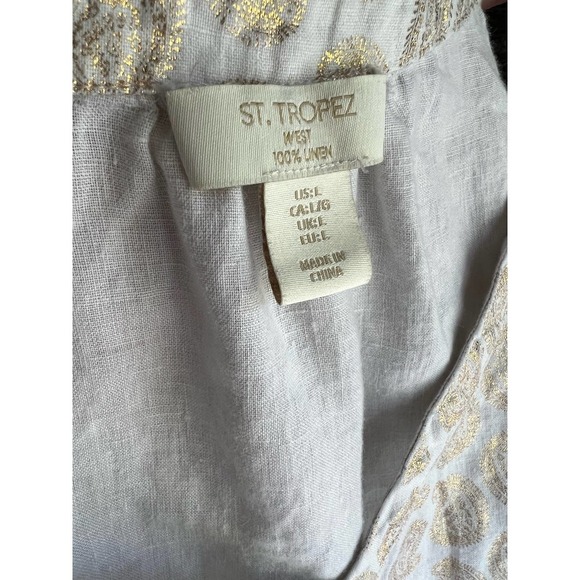 ST. TROPEZ
WEST
100% LINEN
US:L
CA:L/G
UK:L
EU:L
MADE IN
CHINA